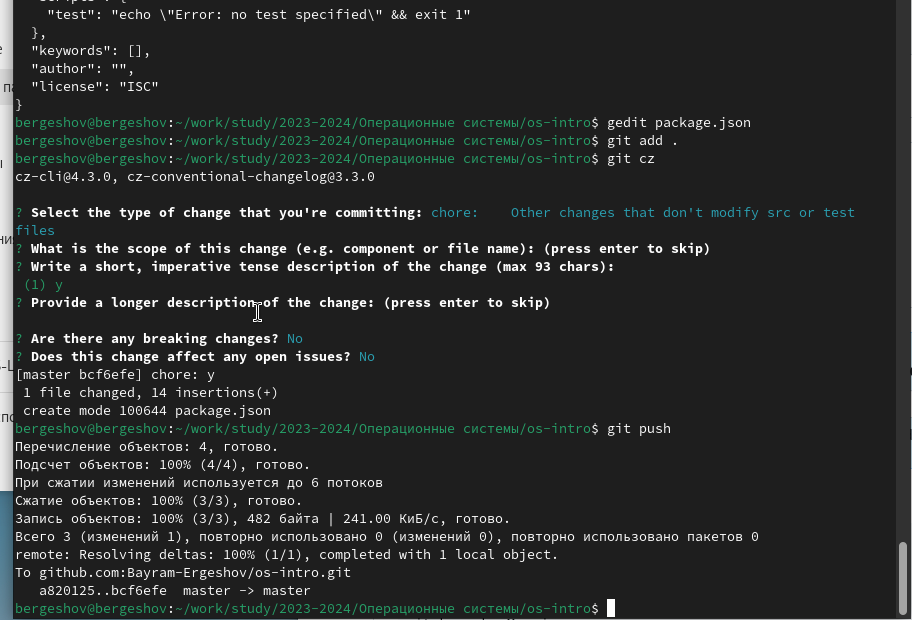 "test": "echo \"Error: no test specified\" && exit 1"
},
"keywords": [],
"author": "",
"license": "ISC"
}
bergeshov@bergeshov:~/work/study/2023-2024/Операционные системы/os-intro$ gedit package.json
bergeshov@bergeshov:~/work/study/2023-2024/Операционные системы/os-intro$ git add .
bergeshov@bergeshov:~/work/study/2023-2024/Операционные системы/os-intro$ git cz
cz-cli@4.3.0, cz-conventional-changelog@3.3.0
? Select the type of change that you're committing: chore:    Other changes that don't modify src or test
files
? What is the scope of this change (e.g. component or file name): (press enter to skip)
? Write a short, imperative tense description of the change (max 93 chars):
(1) y
? Provide a longer description of the change: (press enter to skip)
? Are there any breaking changes? No
? Does this change affect any open issues? No
[master bcf6efe] chore: y
1 file changed, 14 insertions(+)
create mode 100644 package.json
bergeshov@bergeshov:~/work/study/2023-2024/Операционные системы/os-intro$ git push
Перечисление объектов: 4, готово.
Подсчет объектов: 100% (4/4), готово.
При сжатии изменений используется до 6 потоков
Сжатие объектов: 100% (3/3), готово.
Запись объектов: 100% (3/3), 482 байта | 241.00 КиБ/с, готово.
Всего 3 (изменений 1), повторно использовано 0 (изменений 0), повторно использовано пакетов 0
remote: Resolving deltas: 100% (1/1), completed with 1 local object.
To github.com:Bayram-Ergeshov/os-intro.git
a820125..bcf6efe  master -> master
bergeshov@bergeshov:~/work/study/2023-2024/Операционные системы/os-intro$